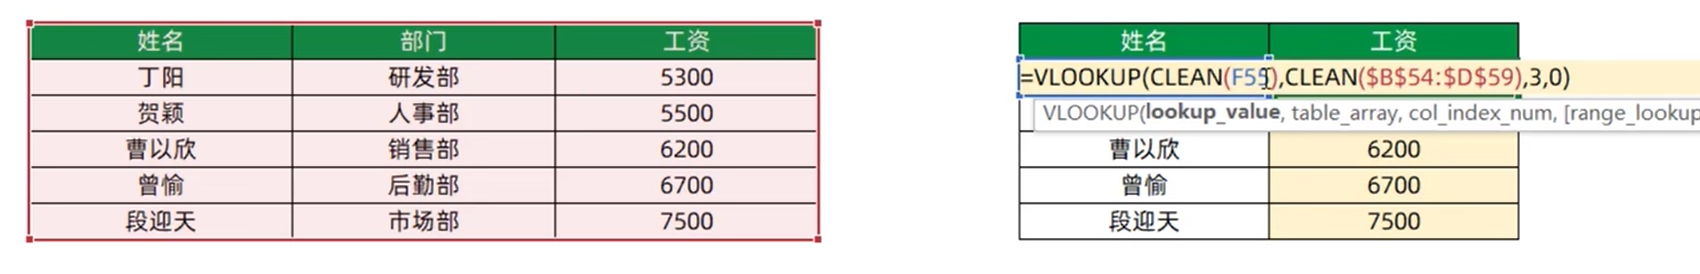 姓名 部门 工资
丁阳 研发部 5300
贺颖 人事部 5500
曹以欣 销售部 6200
曾愉 后勤部 6700
段迎天 市场部 7500
姓名 工资
=VLOOKUP(CLEAN(F55),CLEAN($B$54:$D$59),3,0)
VLOOKUP(lookup_value, table_array, col_index_num, [range_lookup
曹以欣 6200
曾愉 6700
段迎天 7500